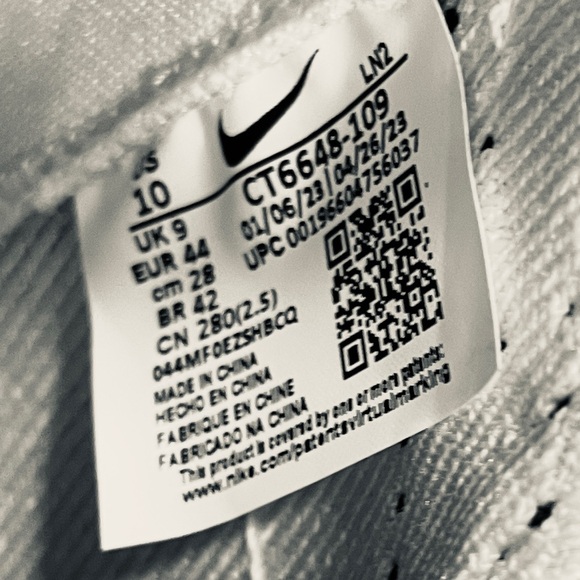 LN2
US
10
CT6648-109
01/06/23 | 04/26/23
UPC 00196604756037
UK 9
EUR 44
cm 28
BR 42
CN 280(2.5)
044MF0EZSHBCQ
MADE IN CHINA
HECHO EN CHINA
FABRIQUE EN CHINE
FABRICADO NA CHINA
This product is covered by one or more patents:
www.nike.com/patentsvirtualmarking